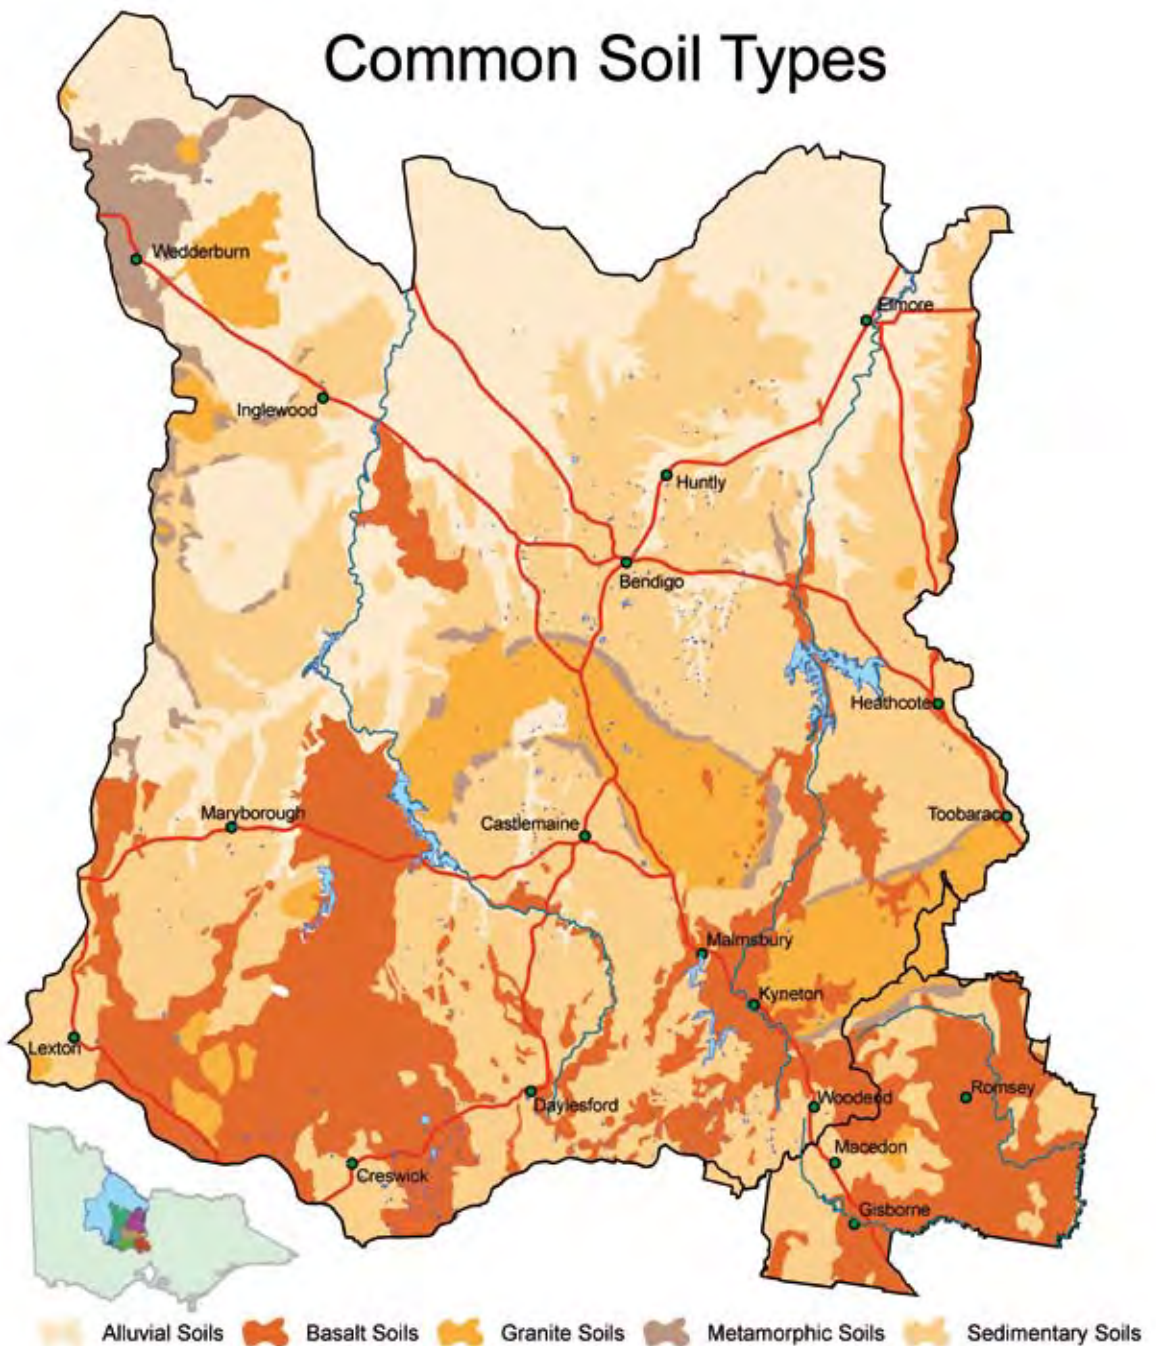 Common Soil Types
Wedderburn
Elmore
Inglewood
Huntly
Bendigo
Heathcote
Maryborough
Castlemaine
Toobarac
Malmsbury
Kyneton
Lexton
Daylesford
Woodend
Romsey
Macedon
Creswick
Gisborne
Alluvial Soils Basalt Soils Granite Soils Metamorphic Soils Sedimentary Soils